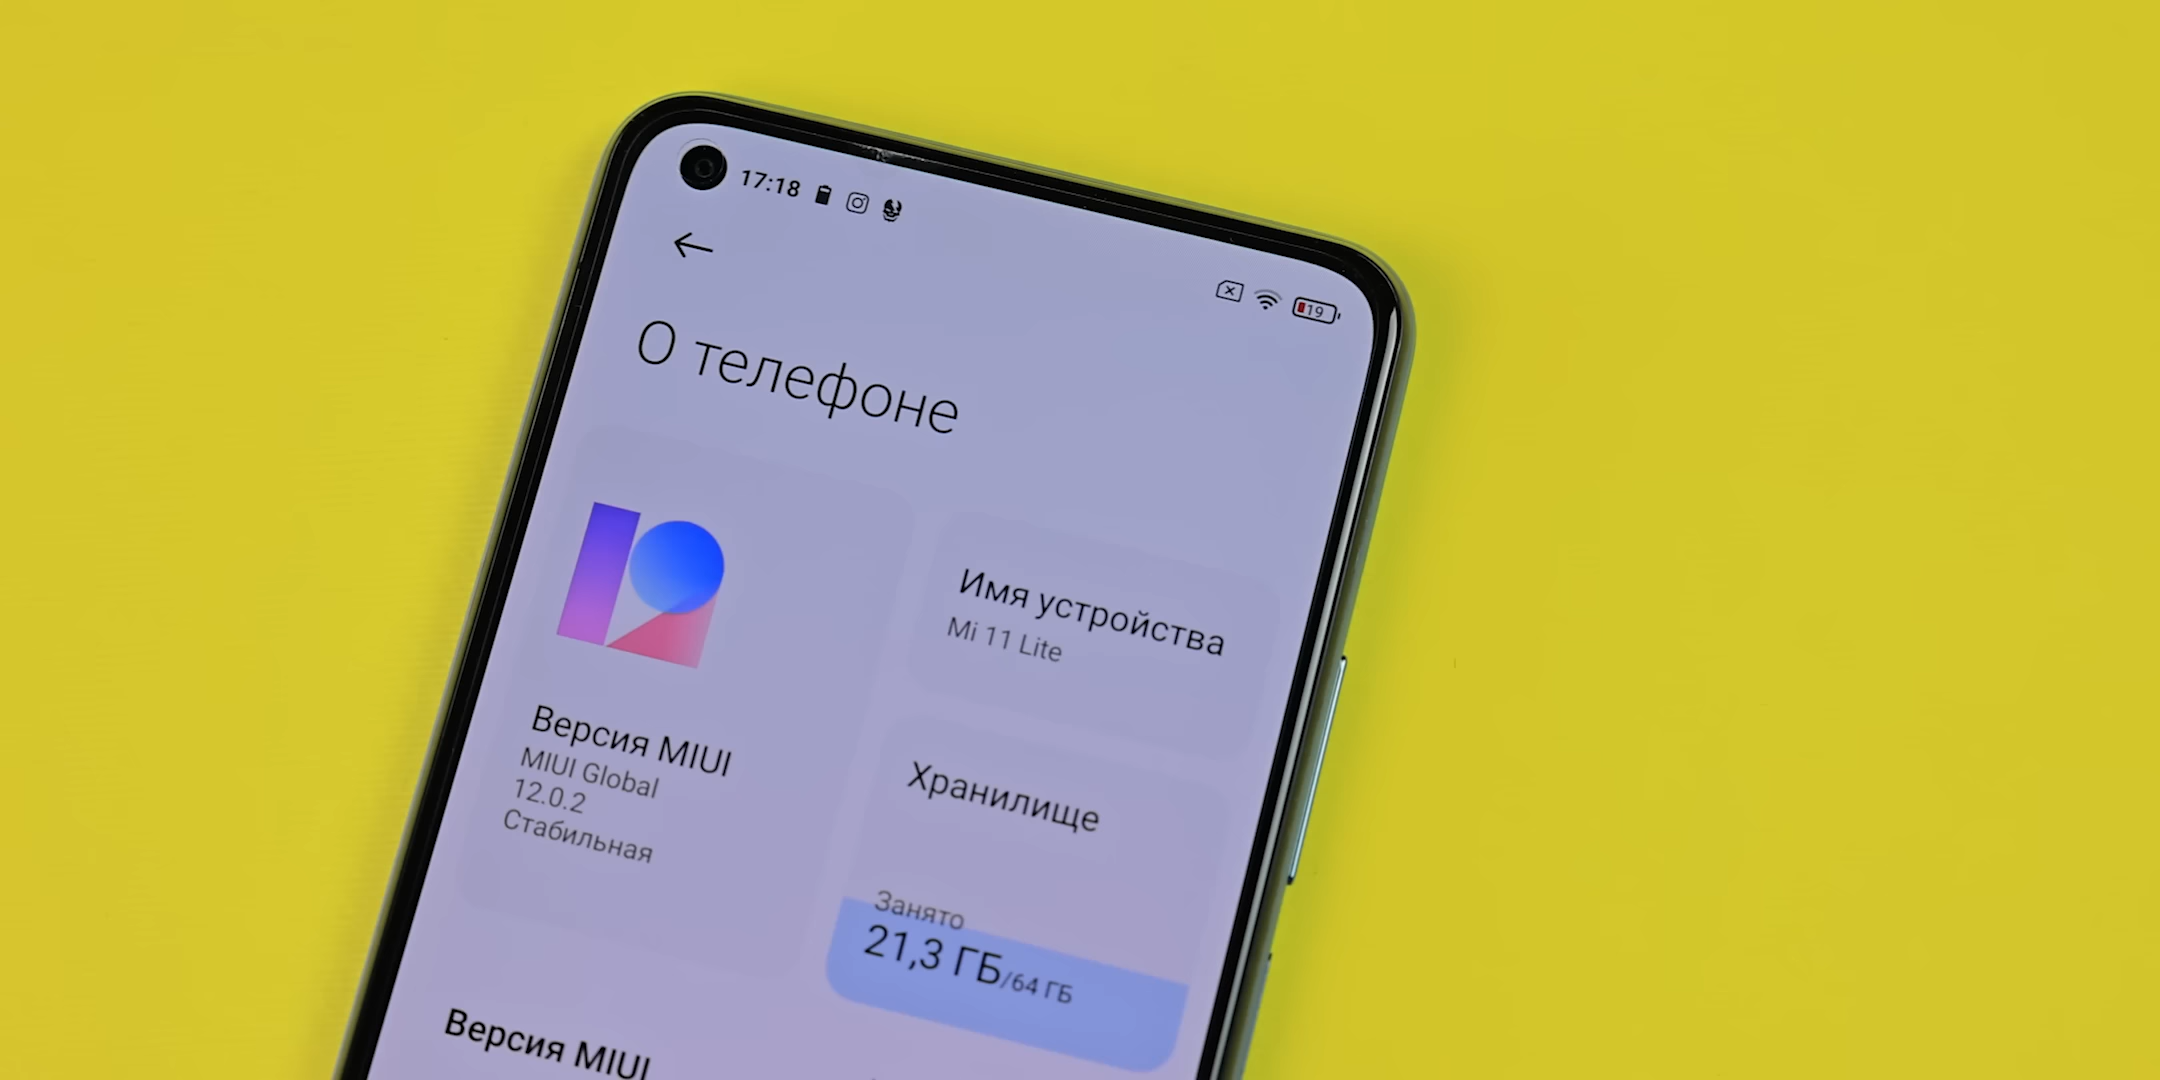 17:18
19
О телефоне
Имя устройства
Mi 11 Lite
Версия MIUI
MIUI Global
12.0.2
Стабильная
Хранилище
Занято
21,3 ГБ/64 ГБ
Версия MIUI